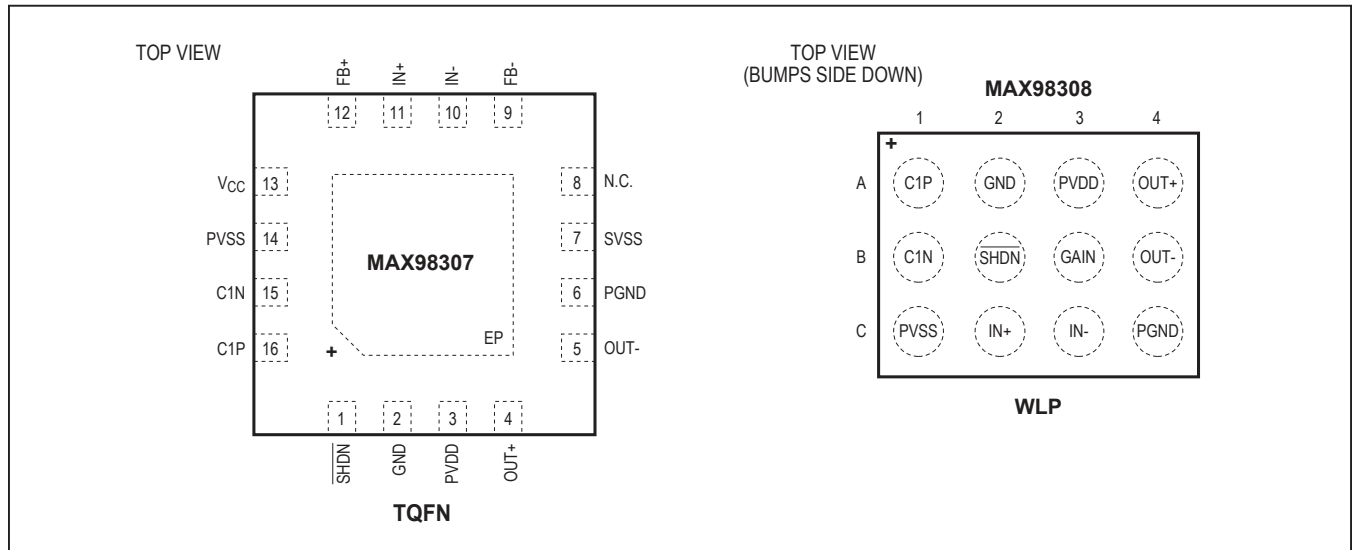 TOP VIEW
FB+ IN+ IN- FB-
12 11 10 9
VCC 13 8 N.C.
PVSS 14 7 SVSS
MAX98307
C1N 15 6 PGND
C1P 16 + EP 5 OUT-
1 2 3 4
SHDN GND PVDD OUT+
TQFN
TOP VIEW
(BUMPS SIDE DOWN)
MAX98308
1 2 3 4
+
A C1P GND PVDD OUT+
B C1N SHDN GAIN OUT-
C PVSS IN+ IN- PGND
WLP